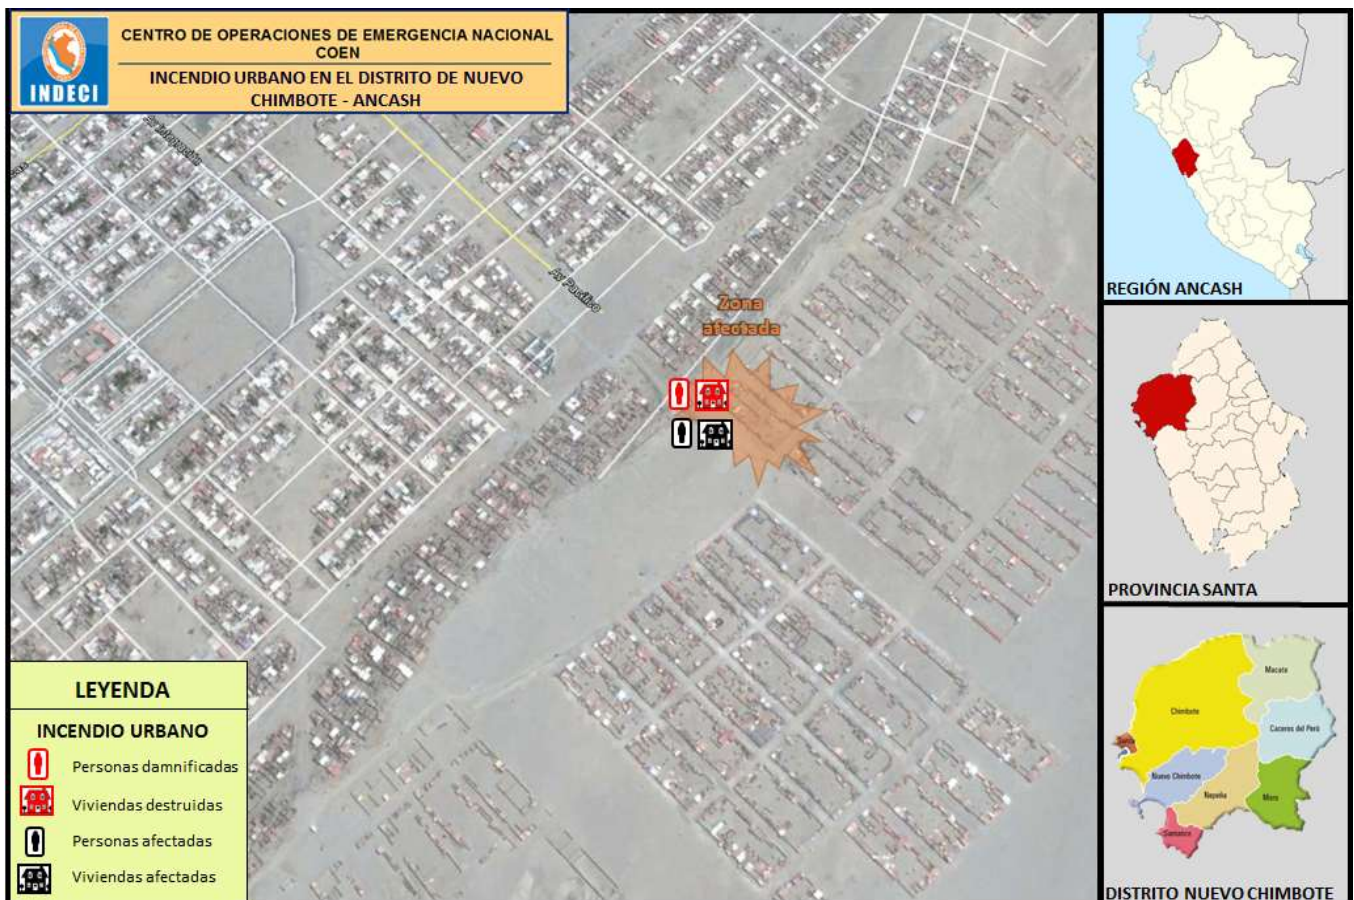 INDECI
CENTRO DE OPERACIONES DE EMERGENCIA NACIONAL
COEN
INCENDIO URBANO EN EL DISTRITO DE NUEVO
CHIMBOTE - ANCASH
Av Pacífico
Zona
afectada
LEYENDA
INCENDIO URBANO
Personas damnificadas
Viviendas destruidas
Personas afectadas
Viviendas afectadas
REGIÓN ANCASH
PROVINCIA SANTA
Macate
Chimbote
Caceres del Perú
Santa
Nuevo Chimbote
Nepeña
Moro
Samanco
DISTRITO NUEVO CHIMBOTE